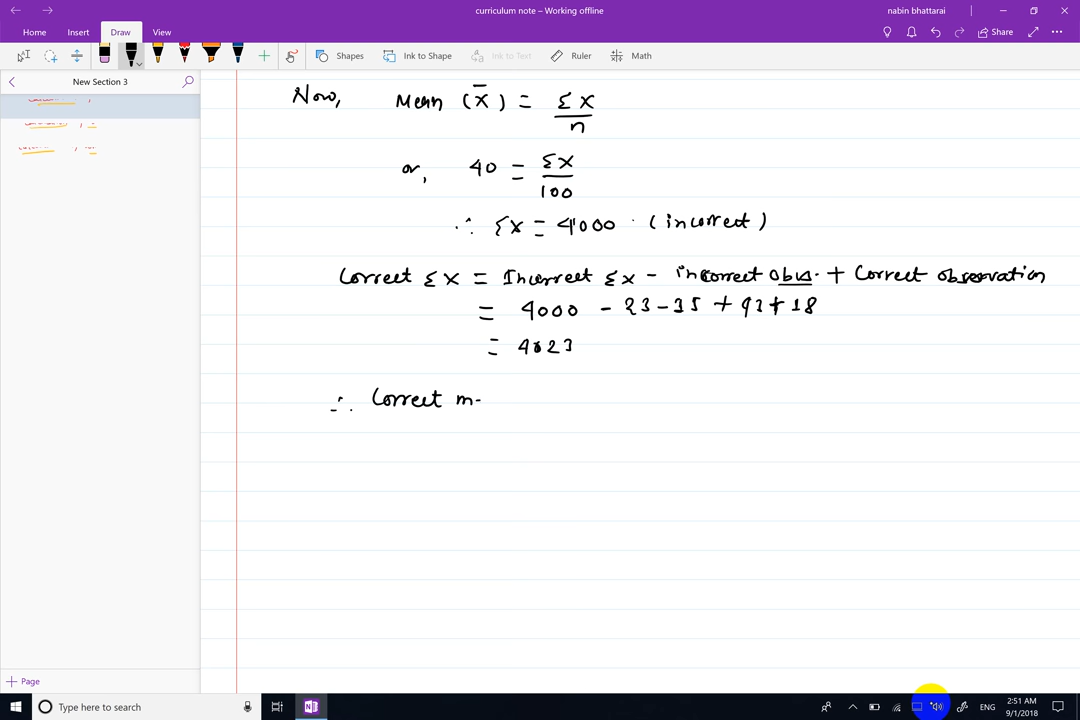 curriculum note – Working offline
nabin bhattarai
Home Insert Draw View
Share
Shapes
Ink to Shape
Ink to Text
Ruler
Math
New Section 3
Now, Mean (x̄) = Σx/n
or, 40 = Σx/100
∴ Σx = 4000 (incorrect)
Correct Σx = Incorrect Σx - incorrect obvs. + Correct observation
= 4000 - 23 - 35 + 93 + 18
= 4023
∴ Correct m
+ Page
Type here to search
ENG
2:51 AM
9/1/2018